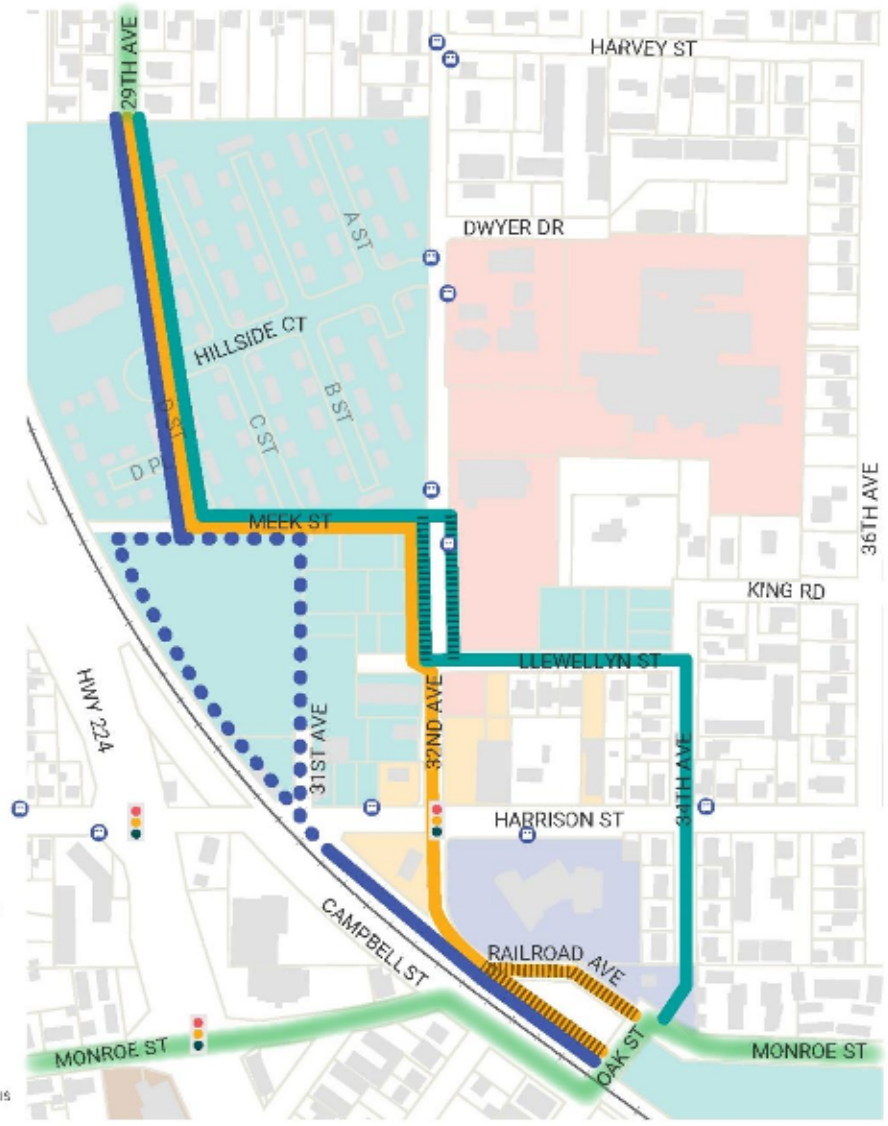 29TH AVE
HARVEY ST
A ST
DWYER DR
HILLSIDE CT
B ST
C ST
D ST
D PL
MEEK ST
36TH AVE
KING RD
LLEWELLYN ST
HWY 224
32ND AVE
31ST AVE
34TH AVE
HARRISON ST
CAMPBELL ST
RAILROAD AVE
MONROE ST
OAK ST
MONROE ST